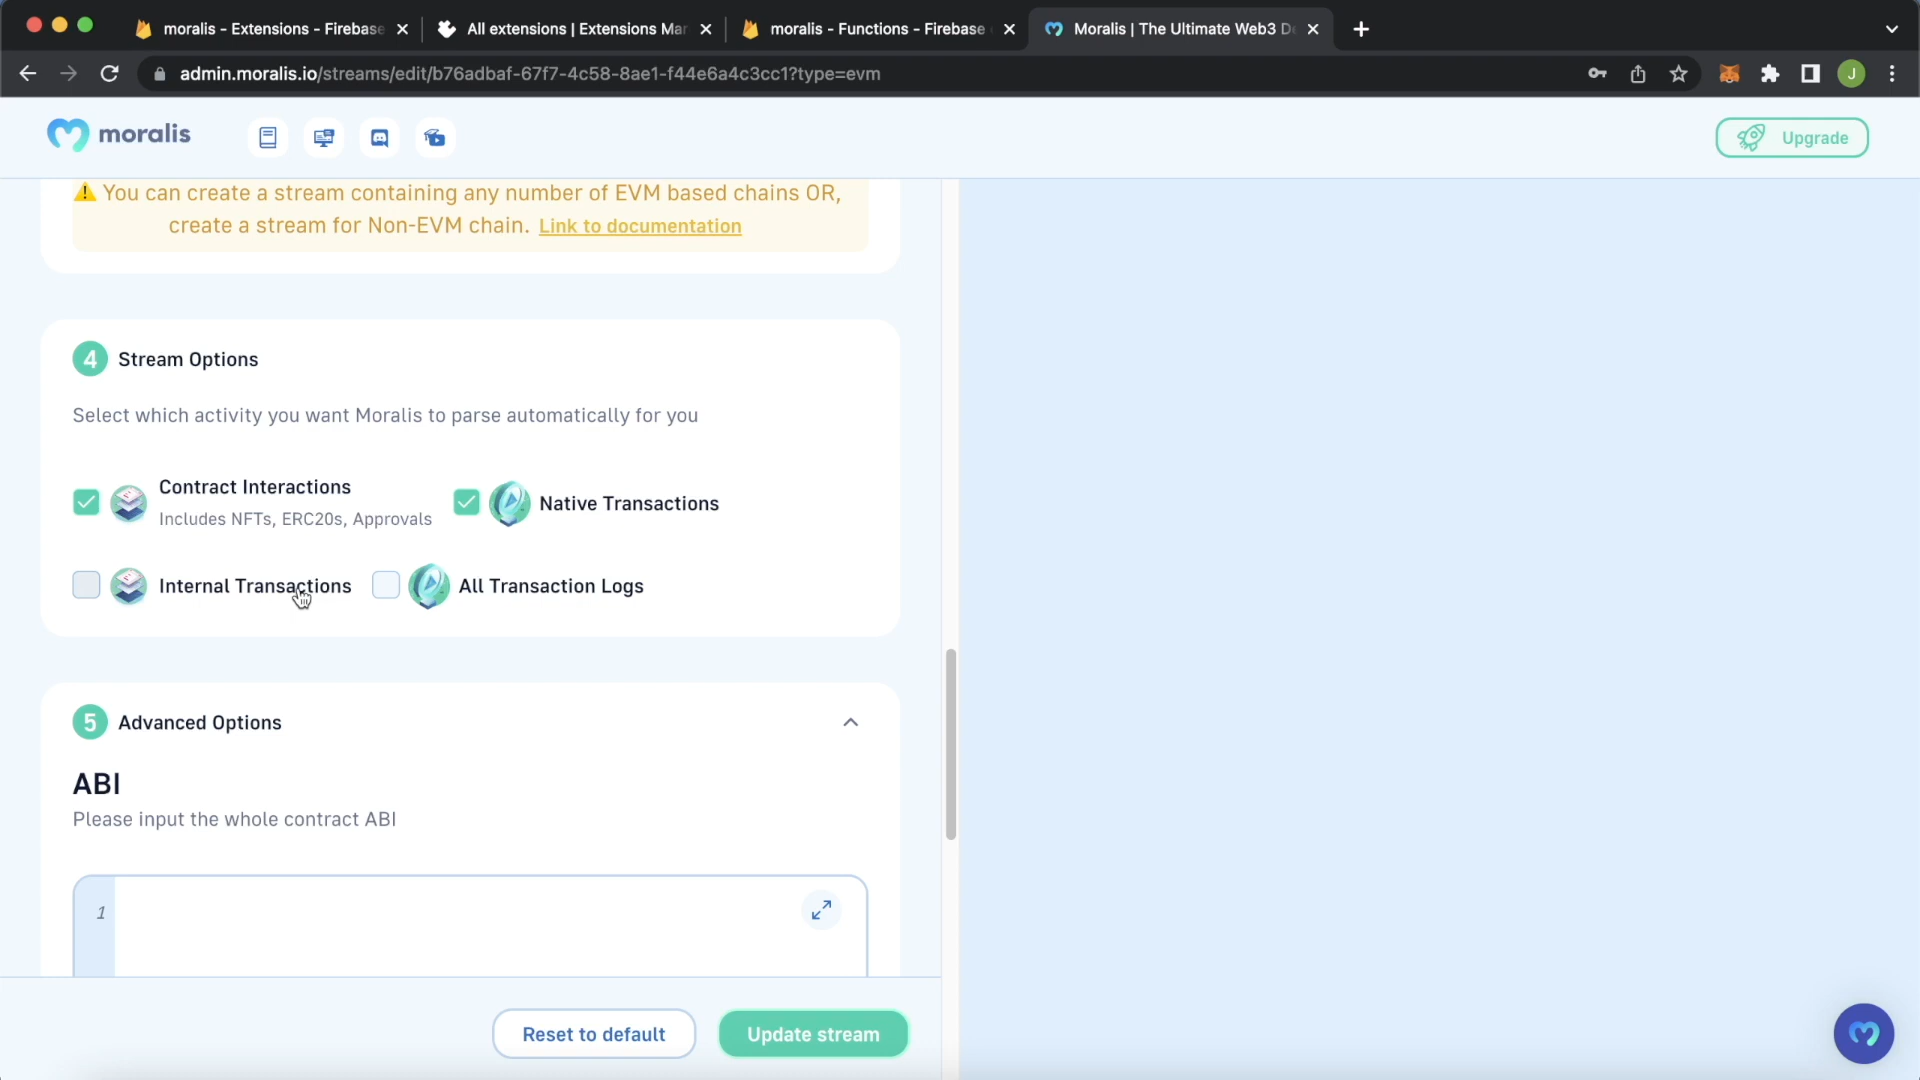 moralis - Extensions - Firebase
All extensions | Extensions Mar
moralis - Functions - Firebase
Moralis | The Ultimate Web3 De
admin.moralis.io/streams/edit/b76adbaf-67f7-4c58-8ae1-f44e6a4c3cc1?type=evm
J
moralis
Upgrade
You can create a stream containing any number of EVM based chains OR,
create a stream for Non-EVM chain. Link to documentation
4 Stream Options
Select which activity you want Moralis to parse automatically for you
Contract Interactions
Includes NFTs, ERC20s, Approvals
Native Transactions
Internal Transactions
All Transaction Logs
5 Advanced Options
ABI
Please input the whole contract ABI
1
Reset to default
Update stream